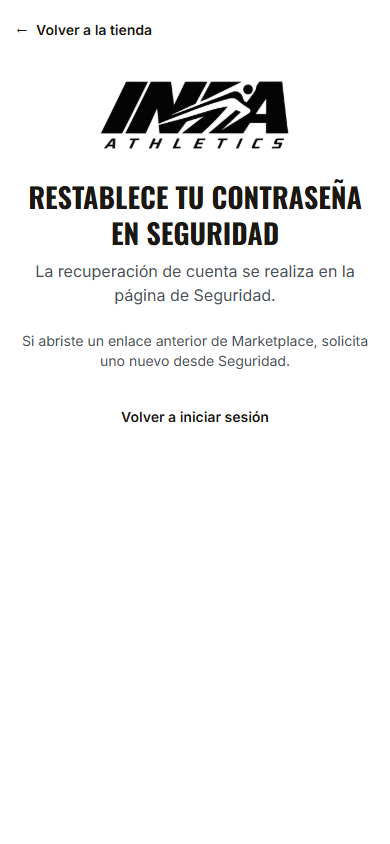 ← Volver a la tienda
INZA
ATHLETICS
RESTABLECE TU CONTRASEÑA
EN SEGURIDAD
La recuperación de cuenta se realiza en la
página de Seguridad.
Si abriste un enlace anterior de Marketplace, solicita
uno nuevo desde Seguridad.
Volver a iniciar sesión